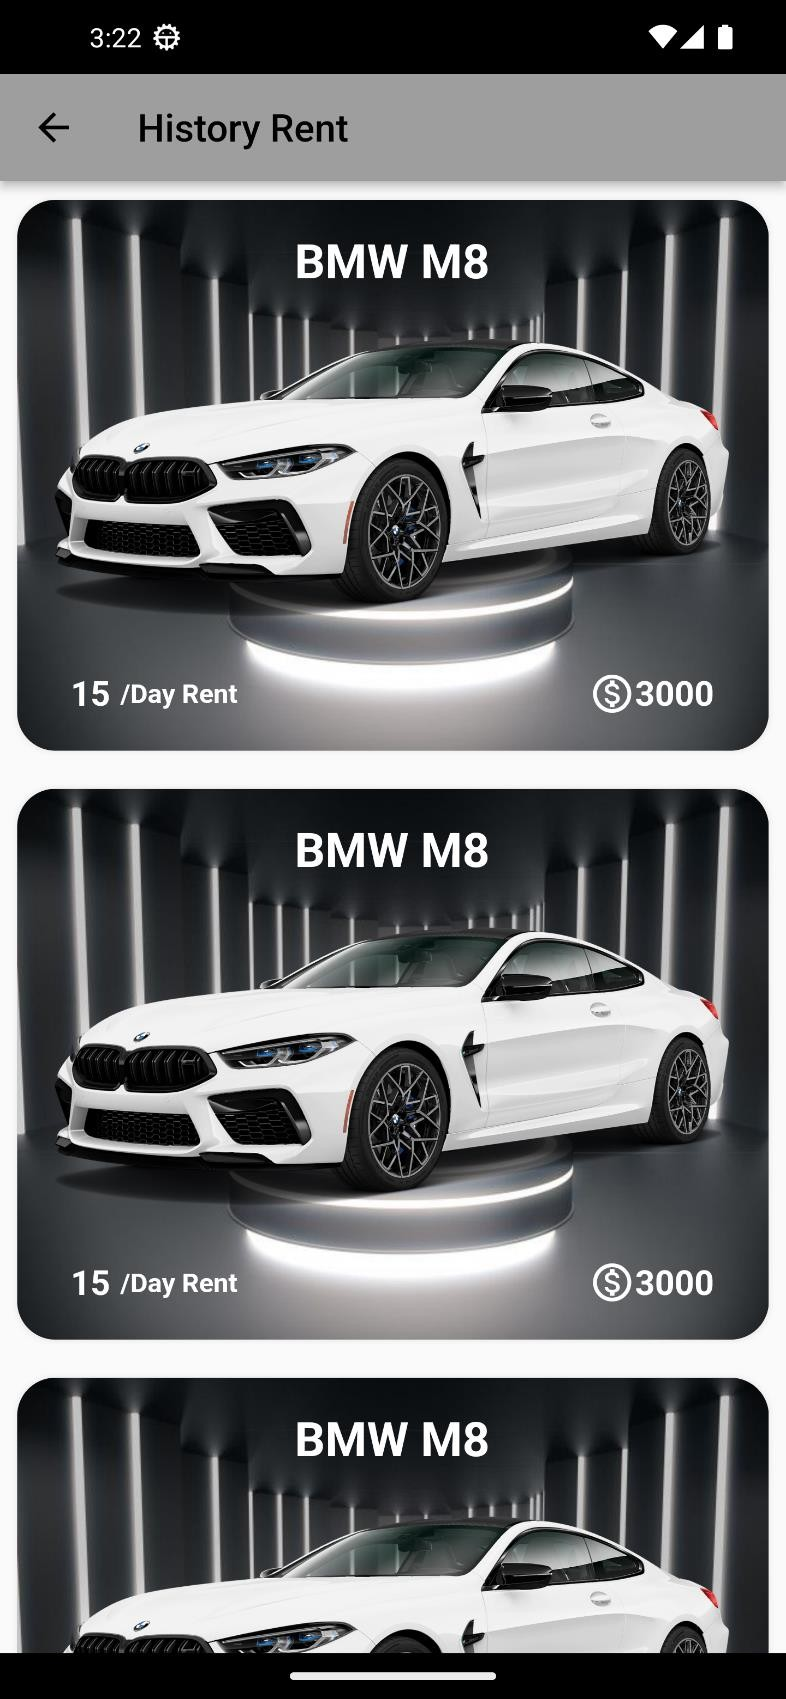 3:22
History Rent
BMW M8
15 /Day Rent $3000
BMW M8
15 /Day Rent $3000
BMW M8